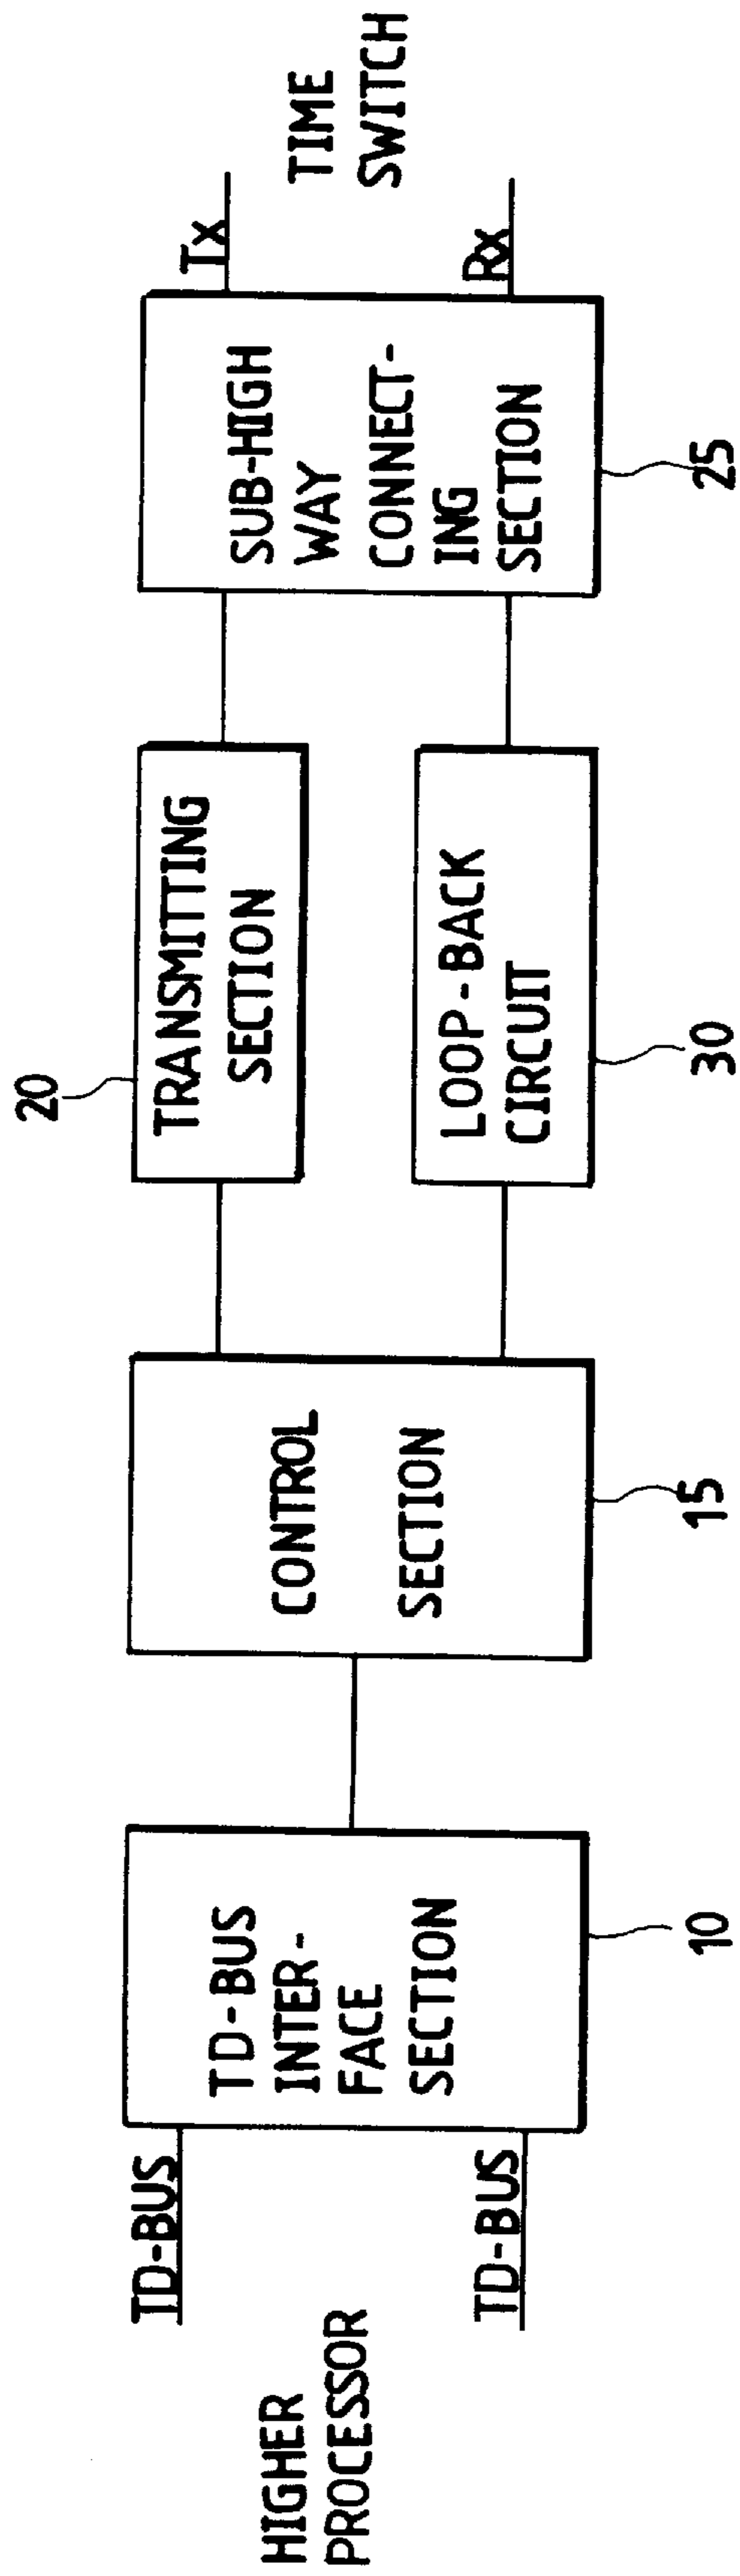 HIGHER
PROCESSOR
TD-BUS
TD-BUS
TD-BUS
INTER-
FACE
SECTION
10
CONTROL
SECTION
15
20
TRANSMITTING
SECTION
LOOP-BACK
CIRCUIT
30
SUB-HIGH
WAY
CONNECT-
ING
SECTION
25
Tx
Rx
TIME
SWITCH